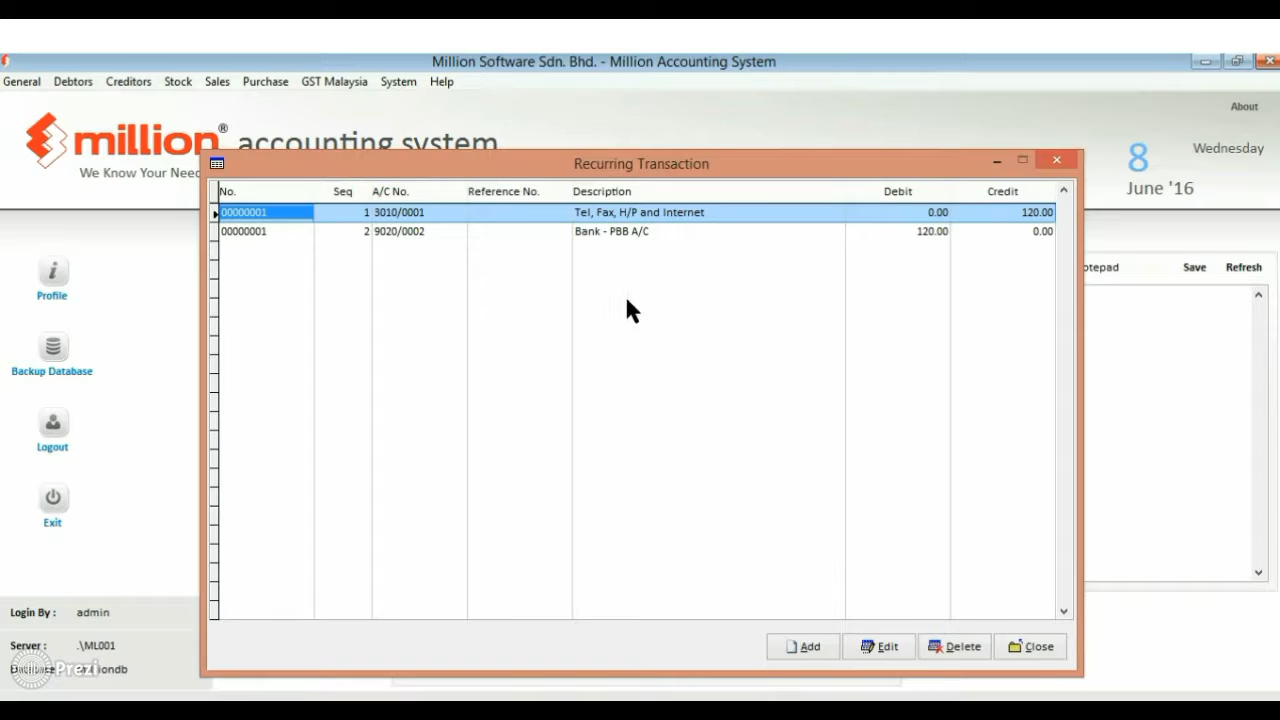 Million Software Sdn. Bhd. - Million Accounting System
General Debtors Creditors Stock Sales Purchase GST Malaysia System Help
About
million® accounting system
We Know Your Need
8 Wednesday
June '16
Recurring Transaction
No. Seq A/C No. Reference No. Description Debit Credit
00000001 1 3010/0001 Tel, Fax, H/P and Internet 0.00 120.00
00000001 2 9020/0002 Bank - PBB A/C 120.00 0.00
otepad Save Refresh
Profile
Backup Database
Logout
Exit
Login By : admin
Server : .\ML001
Prezi
iondb
Add Edit Delete Close